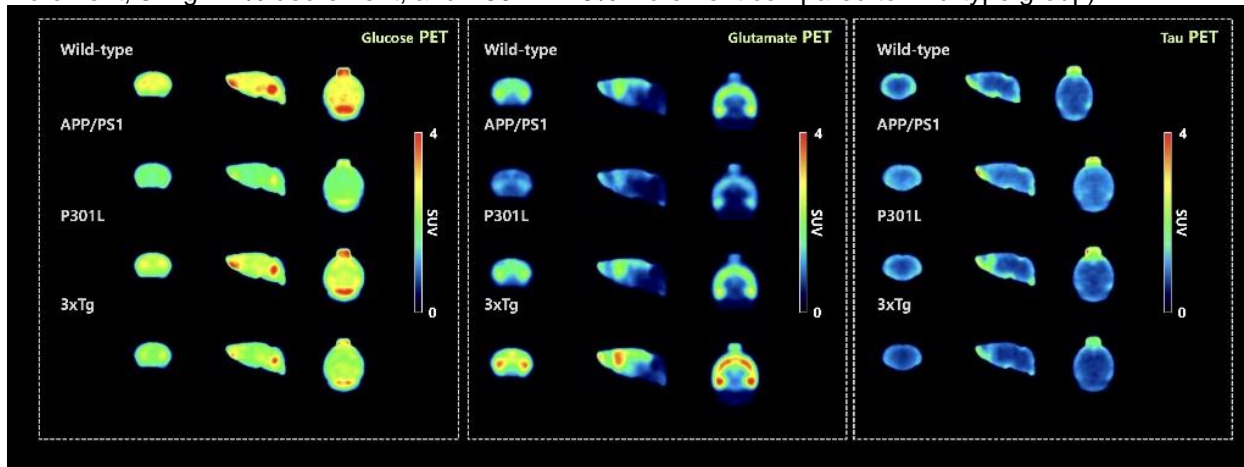 Glucose PET
Wild-type
APP/PS1
P301L
3xTg
4
SUV
0
Glutamate PET
Wild-type
APP/PS1
P301L
3xTg
4
SUV
0
Tau PET
Wild-type
APP/PS1
P301L
3xTg
4
SUV
0